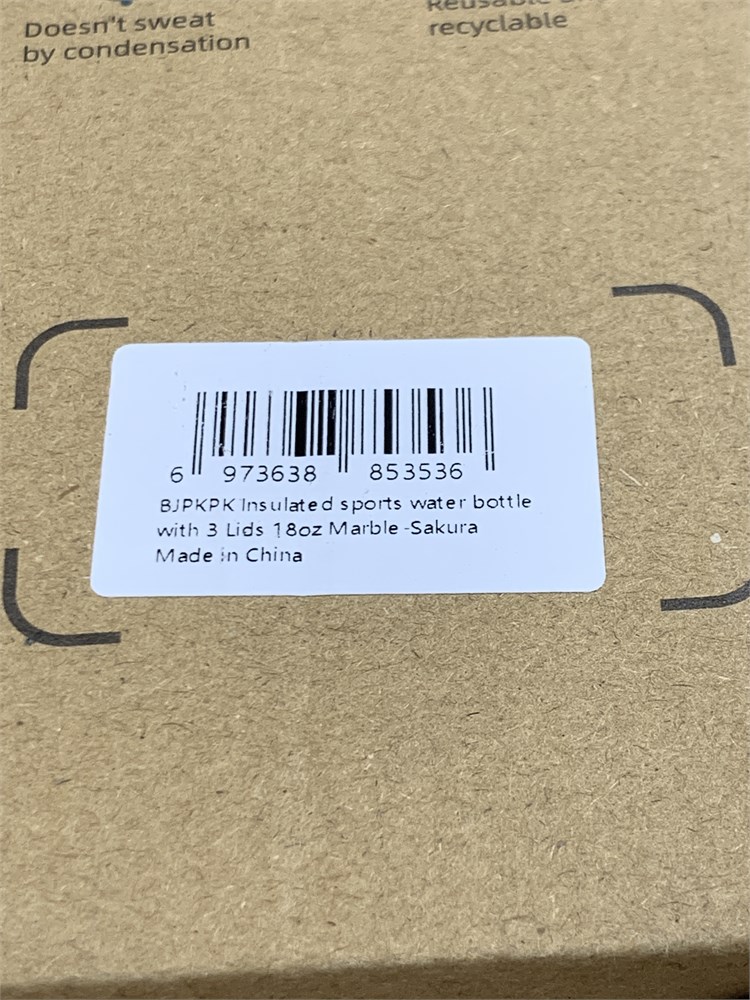 Doesn't sweat
by condensation
Reusable
recyclable
6 973638 853536
BJPKPK Insulated sports water bottle
with 3 Lids 18oz Marble -Sakura
Made in China